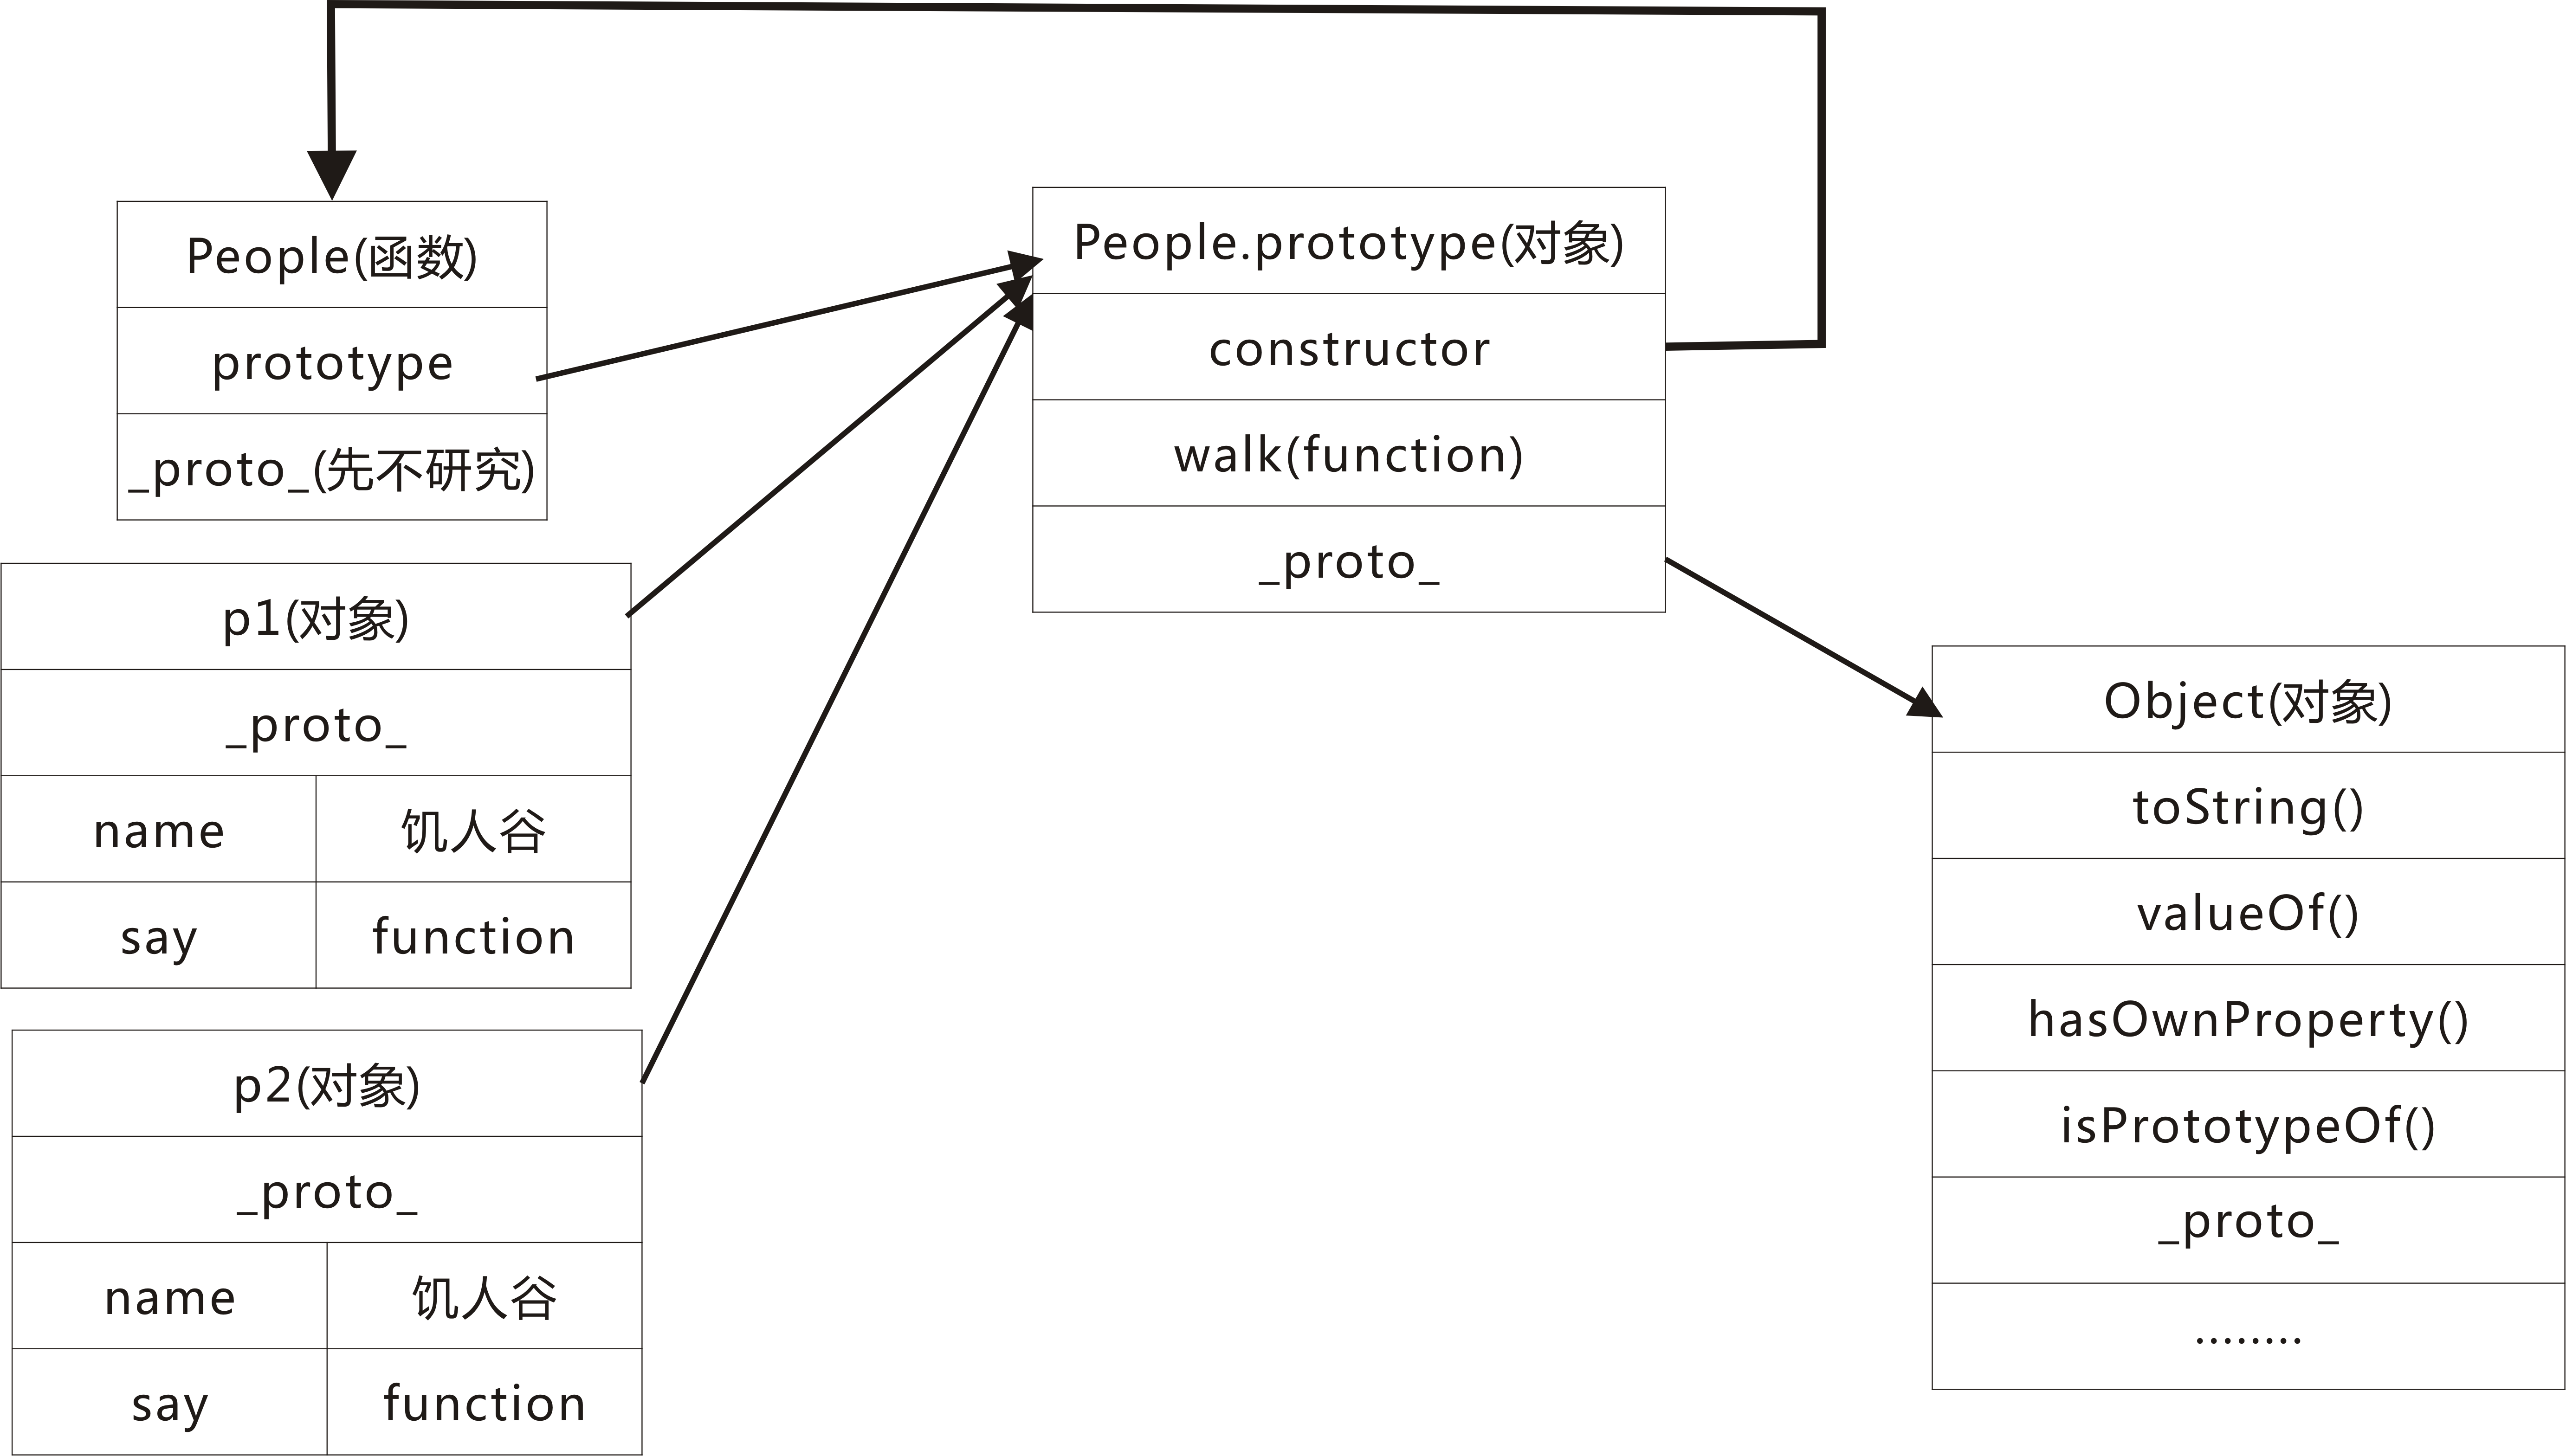 People(函数)
prototype
_proto_(先不研究)
p1(对象)
_proto_
name 饥人谷
say function
p2(对象)
_proto_
name 饥人谷
say function
People.prototype(对象)
constructor
walk(function)
_proto_
Object(对象)
toString()
valueOf()
hasOwnProperty()
isPrototypeOf()
_proto_
........